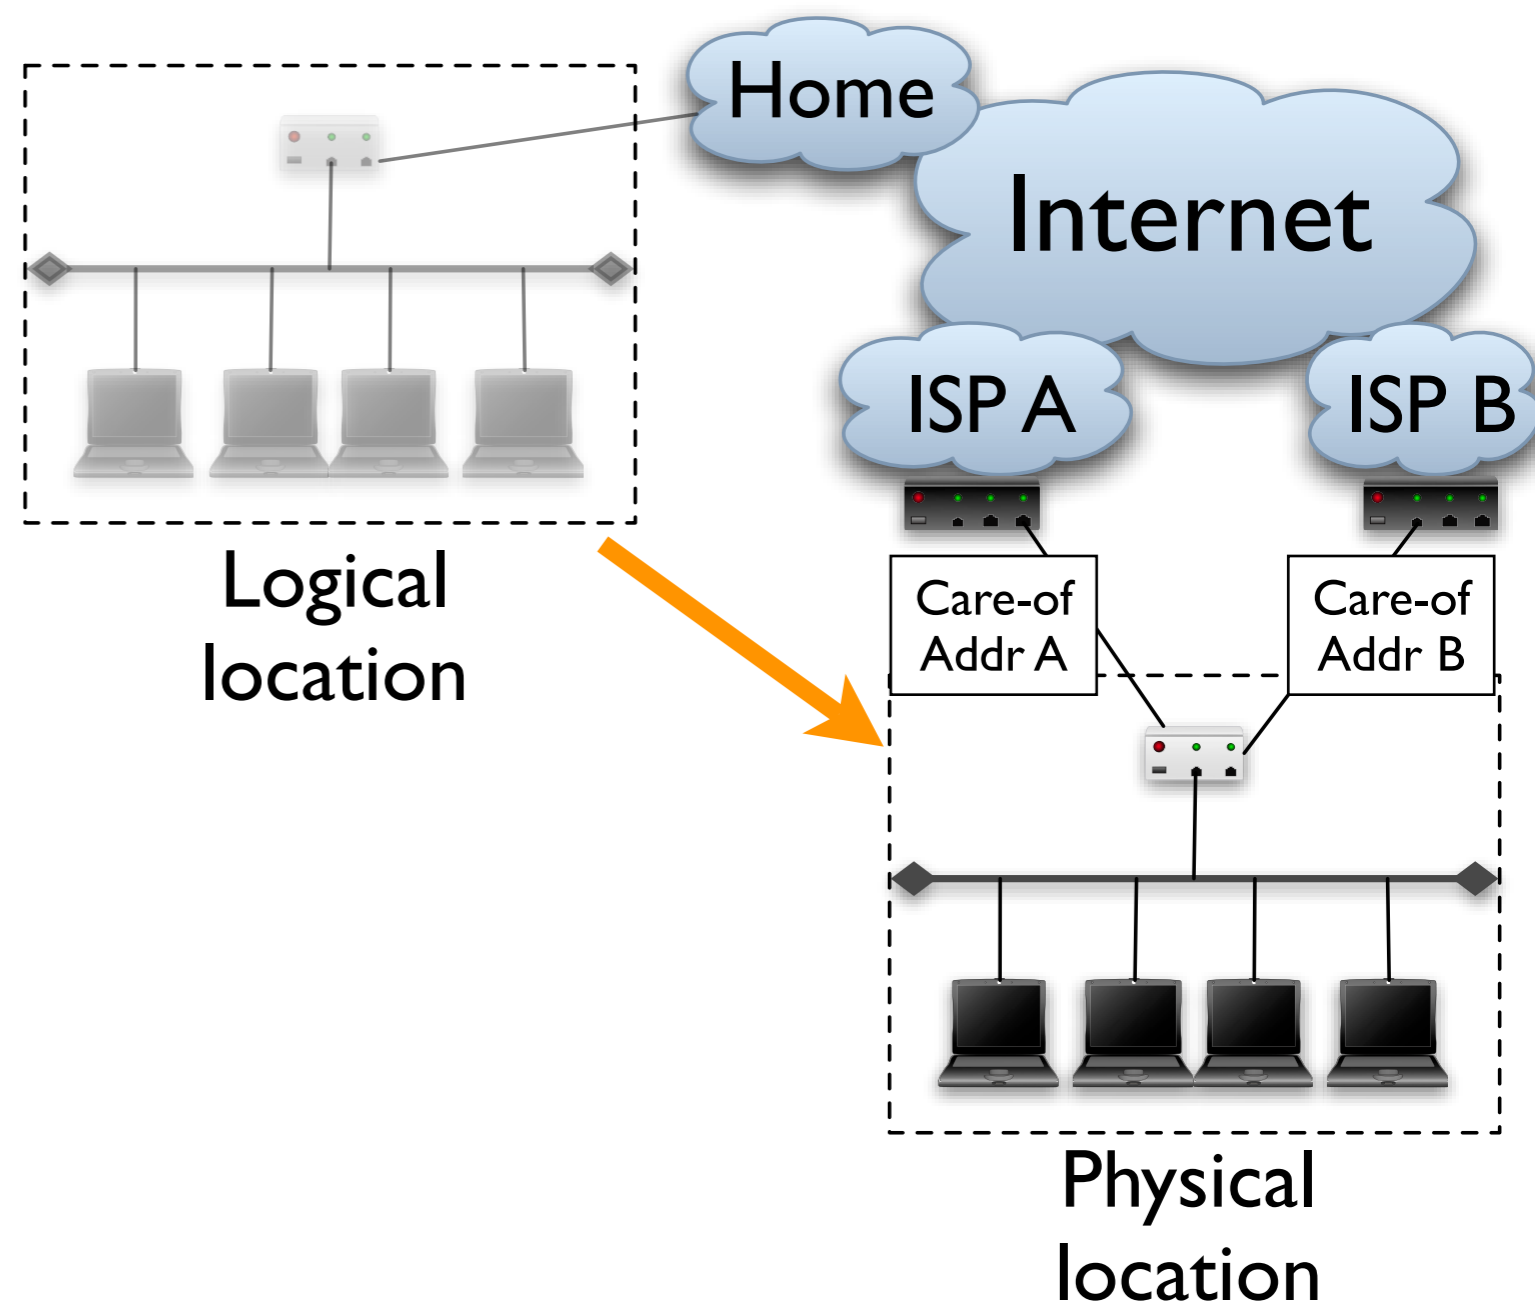 Home
Internet
ISP A
ISP B
Logical
location
Care-of
Addr A
Care-of
Addr B
Physical
location